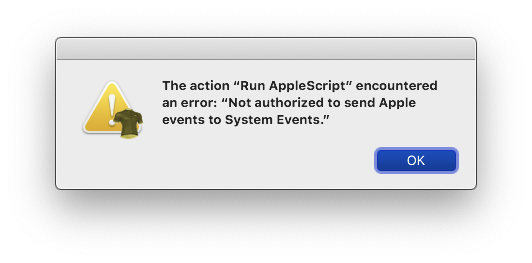 The action “Run AppleScript” encountered
an error: “Not authorized to send Apple
events to System Events.”
OK